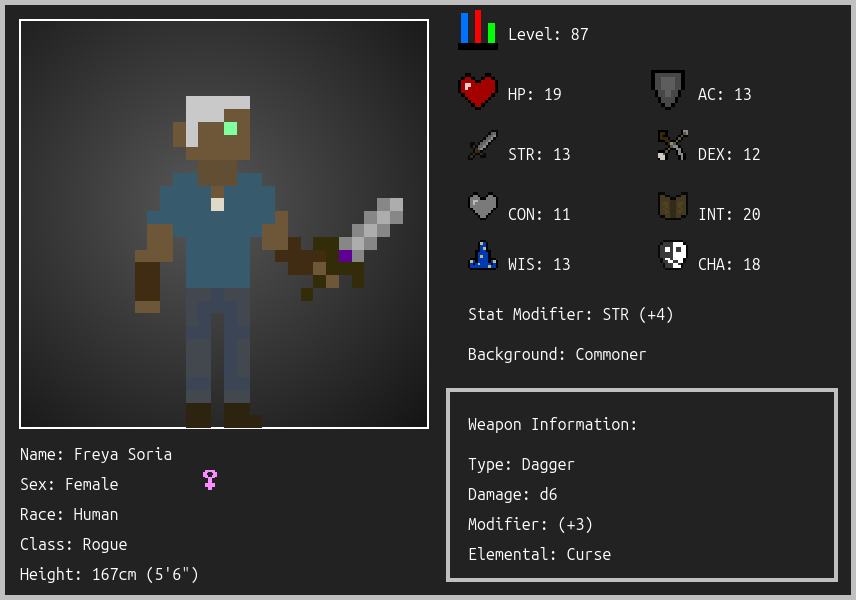 Level: 87
HP: 19
AC: 13
STR: 13
DEX: 12
CON: 11
INT: 20
WIS: 13
CHA: 18
Stat Modifier: STR (+4)
Background: Commoner
Weapon Information:
Type: Dagger
Damage: d6
Modifier: (+3)
Elemental: Curse
Name: Freya Soria
Sex: Female
Race: Human
Class: Rogue
Height: 167cm (5'6")